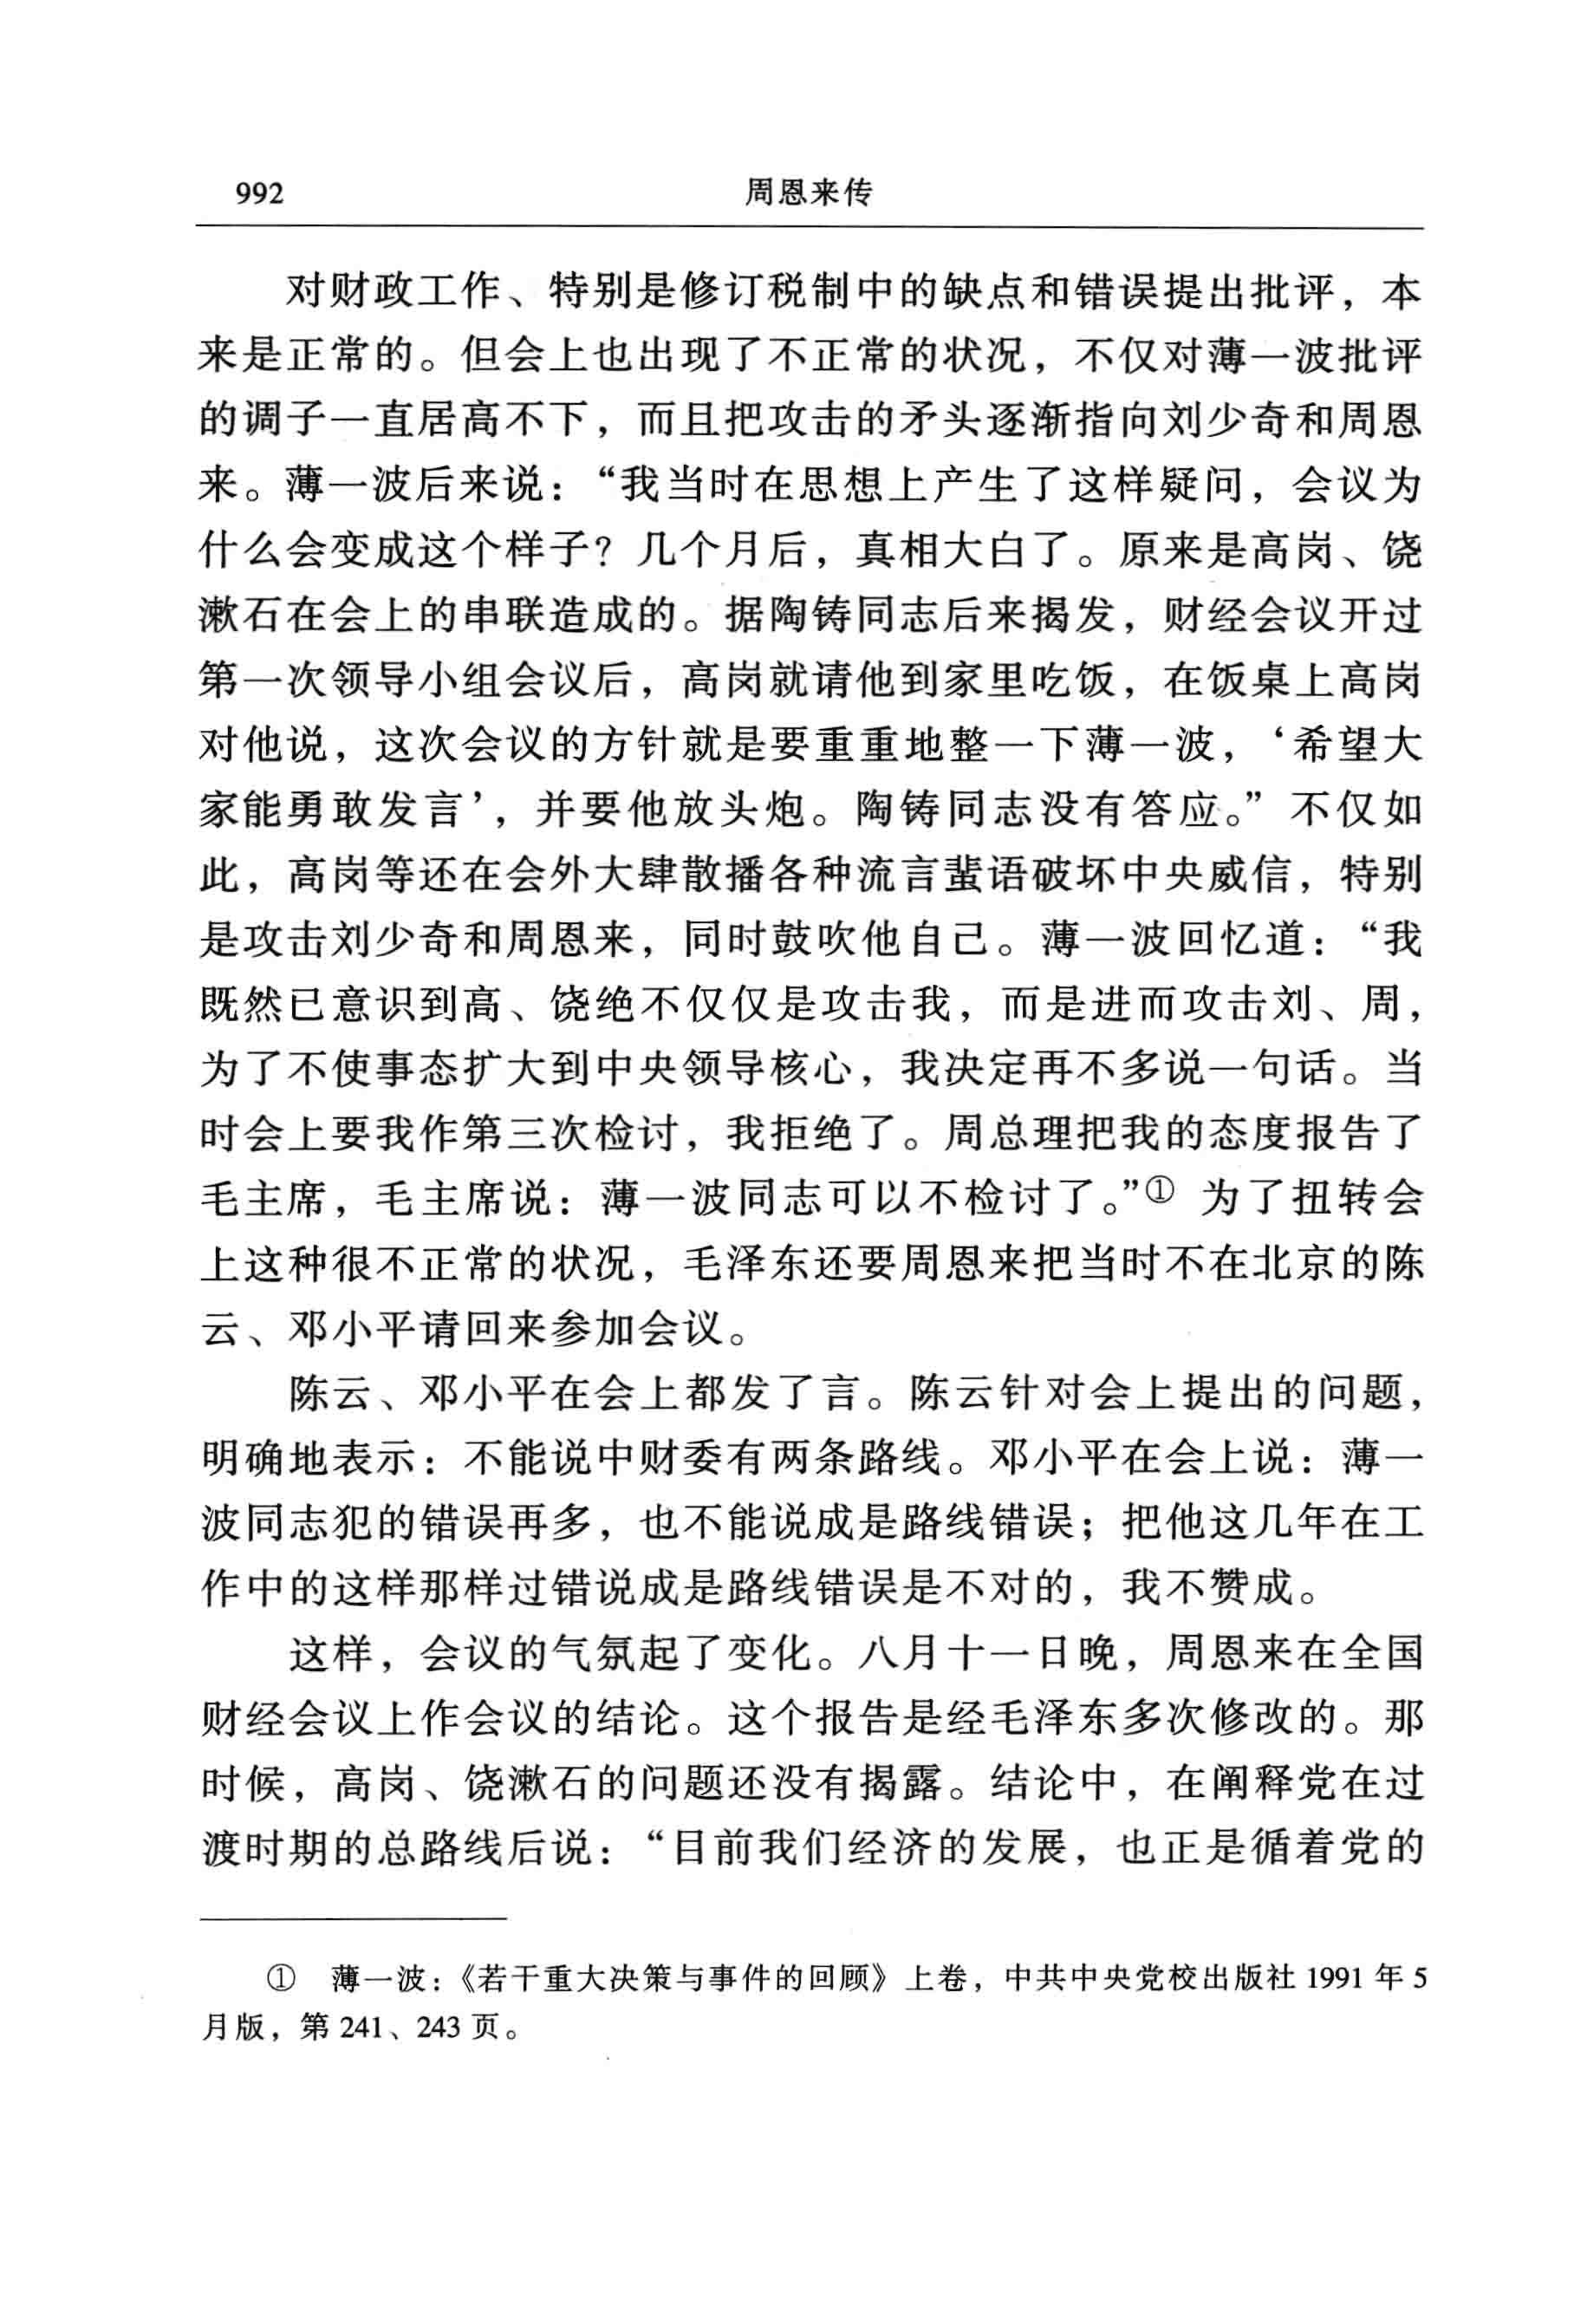 992
周恩来传
对财政工作、特别是修订税制中的缺点和错误提出批评，本
来是正常的。但会上也出现了不正常的状况，不仅对薄一波批评
的调子一直居高不下，而且把攻击的矛头逐渐指向刘少奇和周恩
来。薄一波后来说：“我当时在思想上产生了这样疑问，会议为
什么会变成这个样子？几个月后，真相大白了。原来是高岗、饶
漱石在会上的串联造成的。据陶铸同志后来揭发，财经会议开过
第一次领导小组会议后，高岗就请他到家里吃饭，在饭桌上高岗
对他说，这次会议的方针就是要重重地整一下薄一波，‘希望大
家能勇敢发言’，并要他放头炮。陶铸同志没有答应。”不仅如
此，高岗等还在会外大肆散播各种流言蜚语破坏中央威信，特别
是攻击刘少奇和周恩来，同时鼓吹他自己。薄一波回忆道：“我
既然已意识到高、饶绝不仅仅是攻击我，而是进而攻击刘、周，
为了不使事态扩大到中央领导核心，我决定再不多说一句话。当
时会上要我作第三次检讨，我拒绝了。周总理把我的态度报告了
毛主席，毛主席说：薄一波同志可以不检讨了。”① 为了扭转会
上这种很不正常的状况，毛泽东还要周恩来把当时不在北京的陈
云、邓小平请回来参加会议。
陈云、邓小平在会上都发了言。陈云针对会上提出的问题，
明确地表示：不能说中财委有两条路线。邓小平在会上说：薄一
波同志犯的错误再多，也不能说成是路线错误；把他这几年在工
作中的这样那样过错说成是路线错误是不对的，我不赞成。
这样，会议的气氛起了变化。八月十一日晚，周恩来在全国
财经会议上作会议的结论。这个报告是经毛泽东多次修改的。那
时候，高岗、饶漱石的问题还没有揭露。结论中，在阐释党在过
渡时期的总路线后说：“目前我们经济的发展，也正是循着党的
① 薄一波：《若干重大决策与事件的回顾》上卷，中共中央党校出版社 1991 年 5
月版，第 241、243 页。